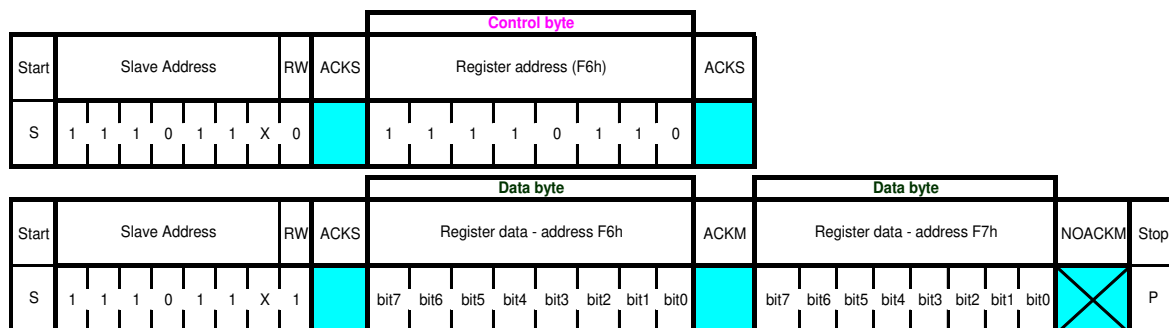 Control byte
Start Slave Address RW ACKS Register address (F6h) ACKS
S 1 1 1 0 1 1 X 0 1 1 1 1 0 1 1 0
Data byte Data byte
Start Slave Address RW ACKS Register data - address F6h ACKM Register data - address F7h NOACKM Stop
S 1 1 1 0 1 1 X 1 bit7 bit6 bit5 bit4 bit3 bit2 bit1 bit0 bit7 bit6 bit5 bit4 bit3 bit2 bit1 bit0 P